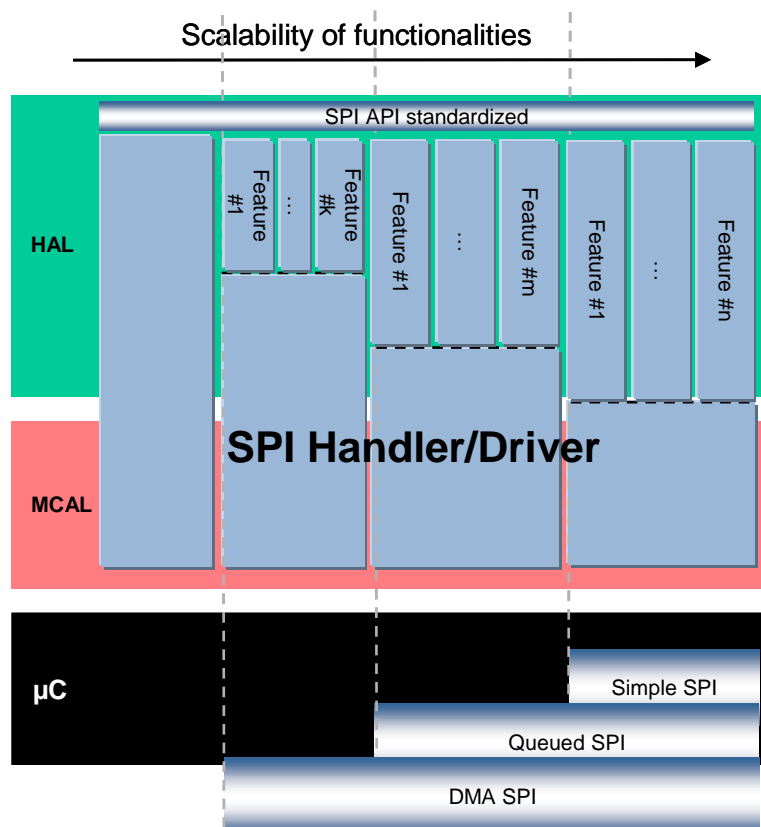 Scalability of functionalities
SPI API standardized
HAL
Feature
#1
…
Feature
#k
Feature #1
…
Feature #m
Feature #1
…
Feature #n
SPI Handler/Driver
MCAL
µC
Simple SPI
Queued SPI
DMA SPI